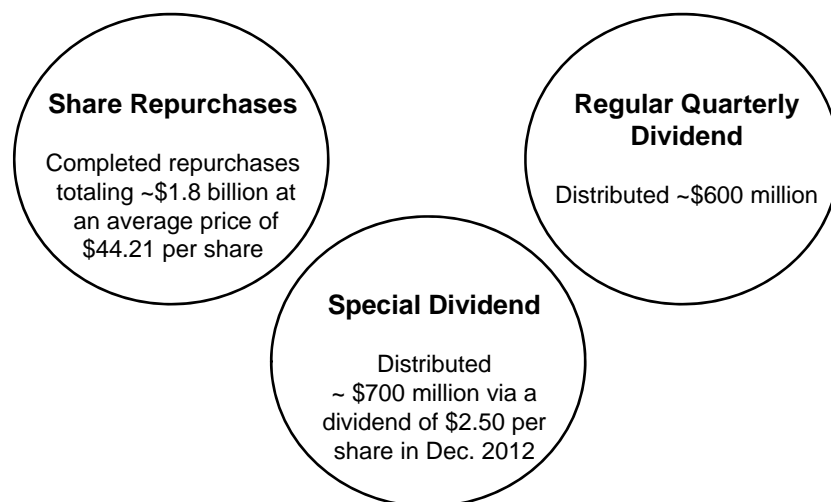 Share Repurchases
Completed repurchases
totaling ~$1.8 billion at
an average price of
$44.21 per share
Regular Quarterly
Dividend
Distributed ~$600 million
Special Dividend
Distributed
~ $700 million via a
dividend of $2.50 per
share in Dec. 2012